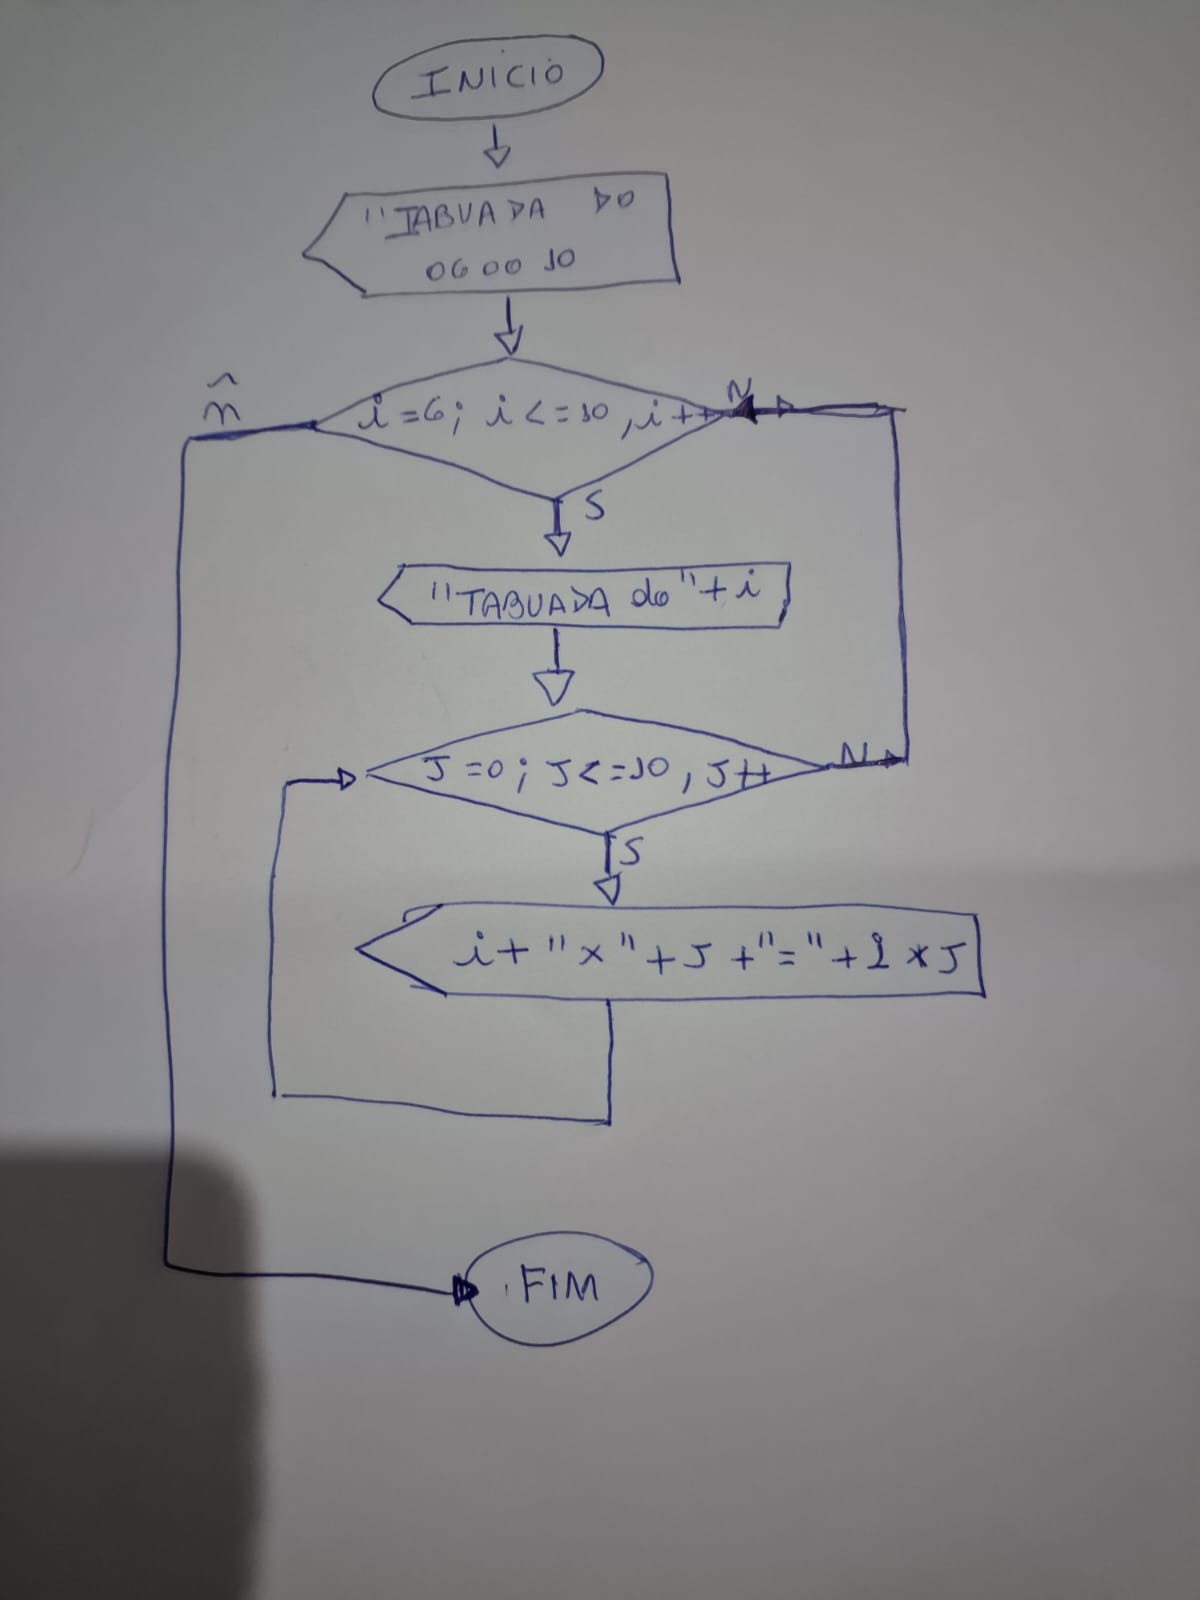 INICIO
"TABUADA DO
06 00 10
n̂
i=6; i<=10, i++
N
S
"TABUADA do"+i
J=0; J<=10, J++
N
S
i+"x"+J+"="+i*J
FIM